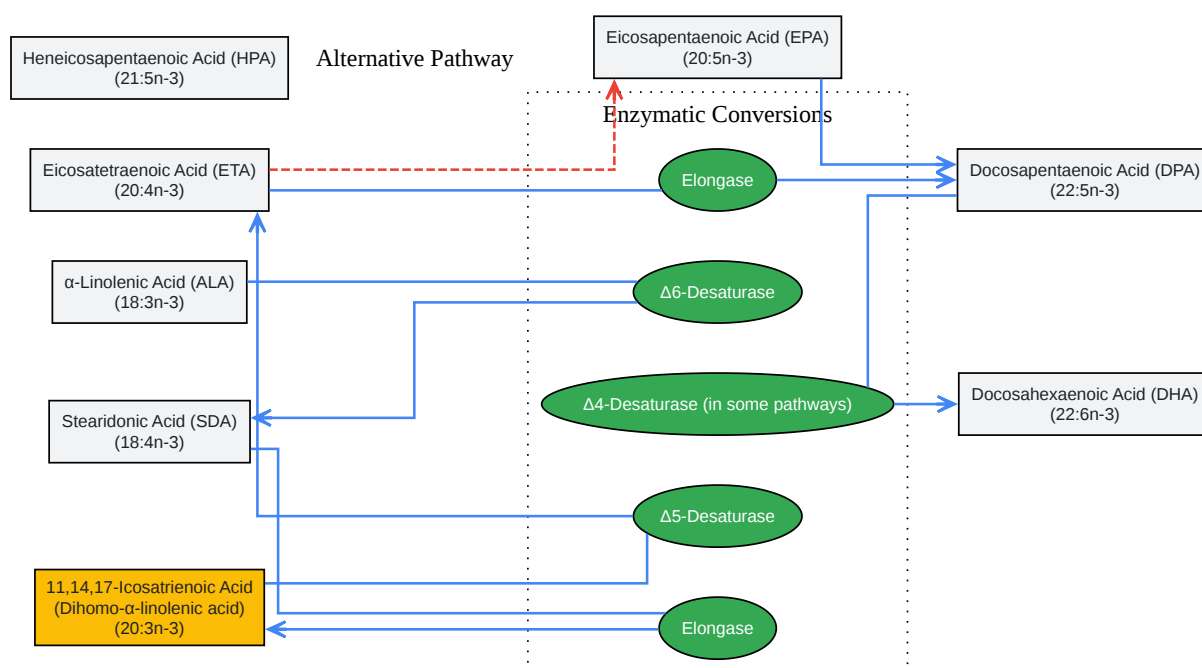 Eicosapentaenoic Acid (EPA)
(20:5n-3)
Heneicosapentaenoic Acid (HPA)
(21:5n-3)
Alternative Pathway
Enzymatic Conversions
Eicosatetraenoic Acid (ETA)
(20:4n-3)
Elongase
Docosapentaenoic Acid (DPA)
(22:5n-3)
α-Linolenic Acid (ALA)
(18:3n-3)
Δ6-Desaturase
Stearidonic Acid (SDA)
(18:4n-3)
Δ4-Desaturase (in some pathways)
Docosahexaenoic Acid (DHA)
(22:6n-3)
Δ5-Desaturase
11,14,17-Icosatrienoic Acid
(Dihomo-α-linolenic acid)
(20:3n-3)
Elongase